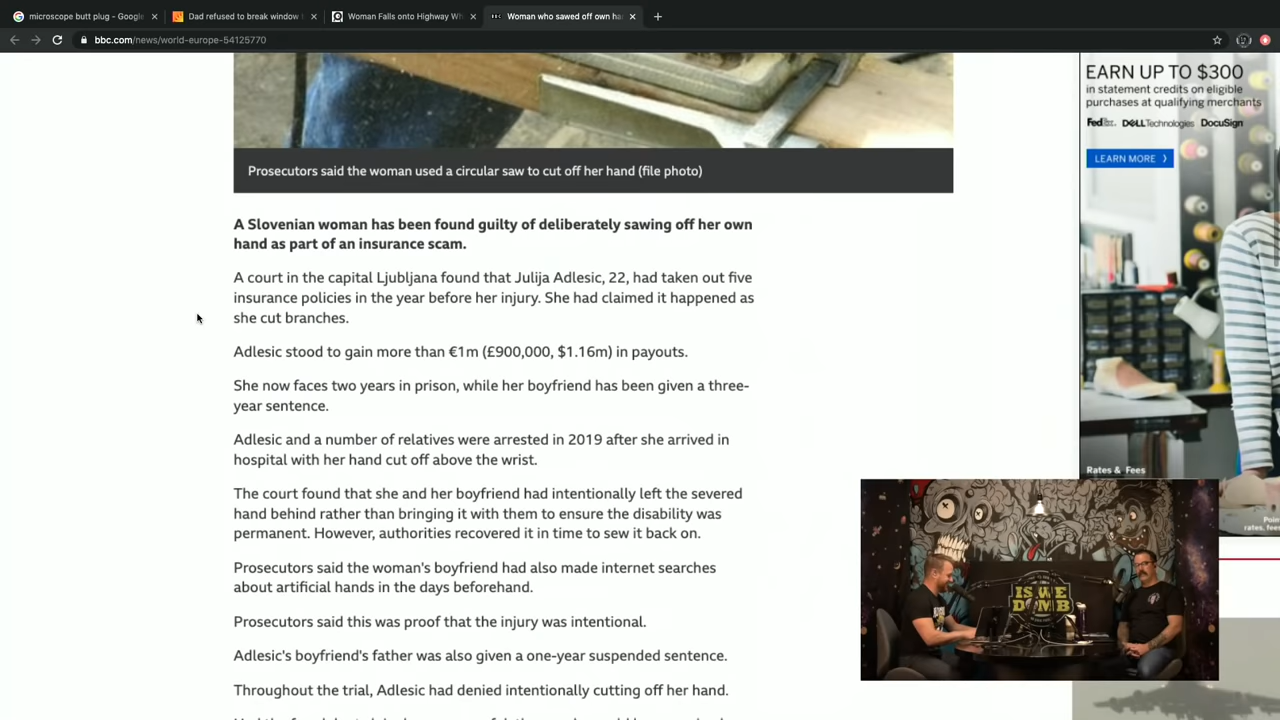 microscope butt plug - Google
Dad refused to break window
Woman Falls onto Highway Wh
Woman who sawed off own ha
bbc.com/news/world-europe-54125770
EARN UP TO $300
in statement credits on eligible
purchases at qualifying merchants
FedEx. DELLTechnologies DocuSign
LEARN MORE
Prosecutors said the woman used a circular saw to cut off her hand (file photo)
A Slovenian woman has been found guilty of deliberately sawing off her own
hand as part of an insurance scam.
A court in the capital Ljubljana found that Julija Adlesic, 22, had taken out five
insurance policies in the year before her injury. She had claimed it happened as
she cut branches.
Adlesic stood to gain more than €1m (£900,000, $1.16m) in payouts.
She now faces two years in prison, while her boyfriend has been given a three-
year sentence.
Adlesic and a number of relatives were arrested in 2019 after she arrived in
hospital with her hand cut off above the wrist.
Rates & Fees
The court found that she and her boyfriend had intentionally left the severed
hand behind rather than bringing it with them to ensure the disability was
permanent. However, authorities recovered it in time to sew it back on.
Prosecutors said the woman's boyfriend had also made internet searches
about artificial hands in the days beforehand.
Prosecutors said this was proof that the injury was intentional.
Adlesic's boyfriend's father was also given a one-year suspended sentence.
Throughout the trial, Adlesic had denied intentionally cutting off her hand.
rates, fees
DUMB